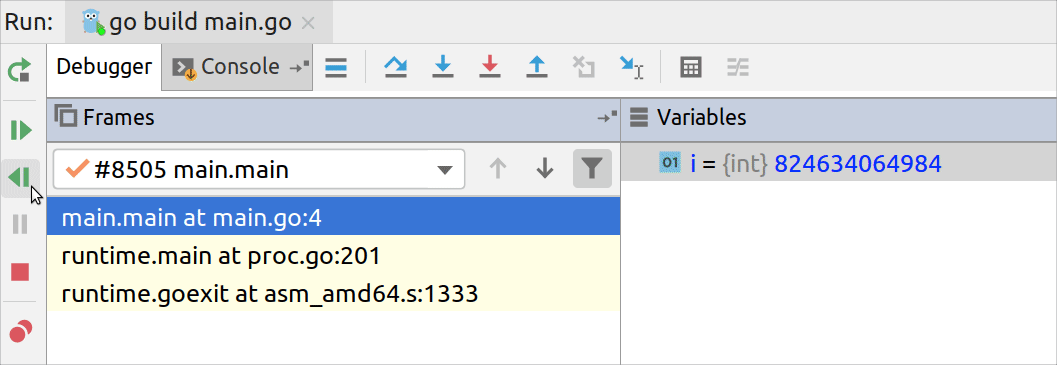 Run: go build main.go
Debugger Console
Frames
Variables
#8505 main.main
01 i = {int} 824634064984
main.main at main.go:4
runtime.main at proc.go:201
runtime.goexit at asm_amd64.s:1333